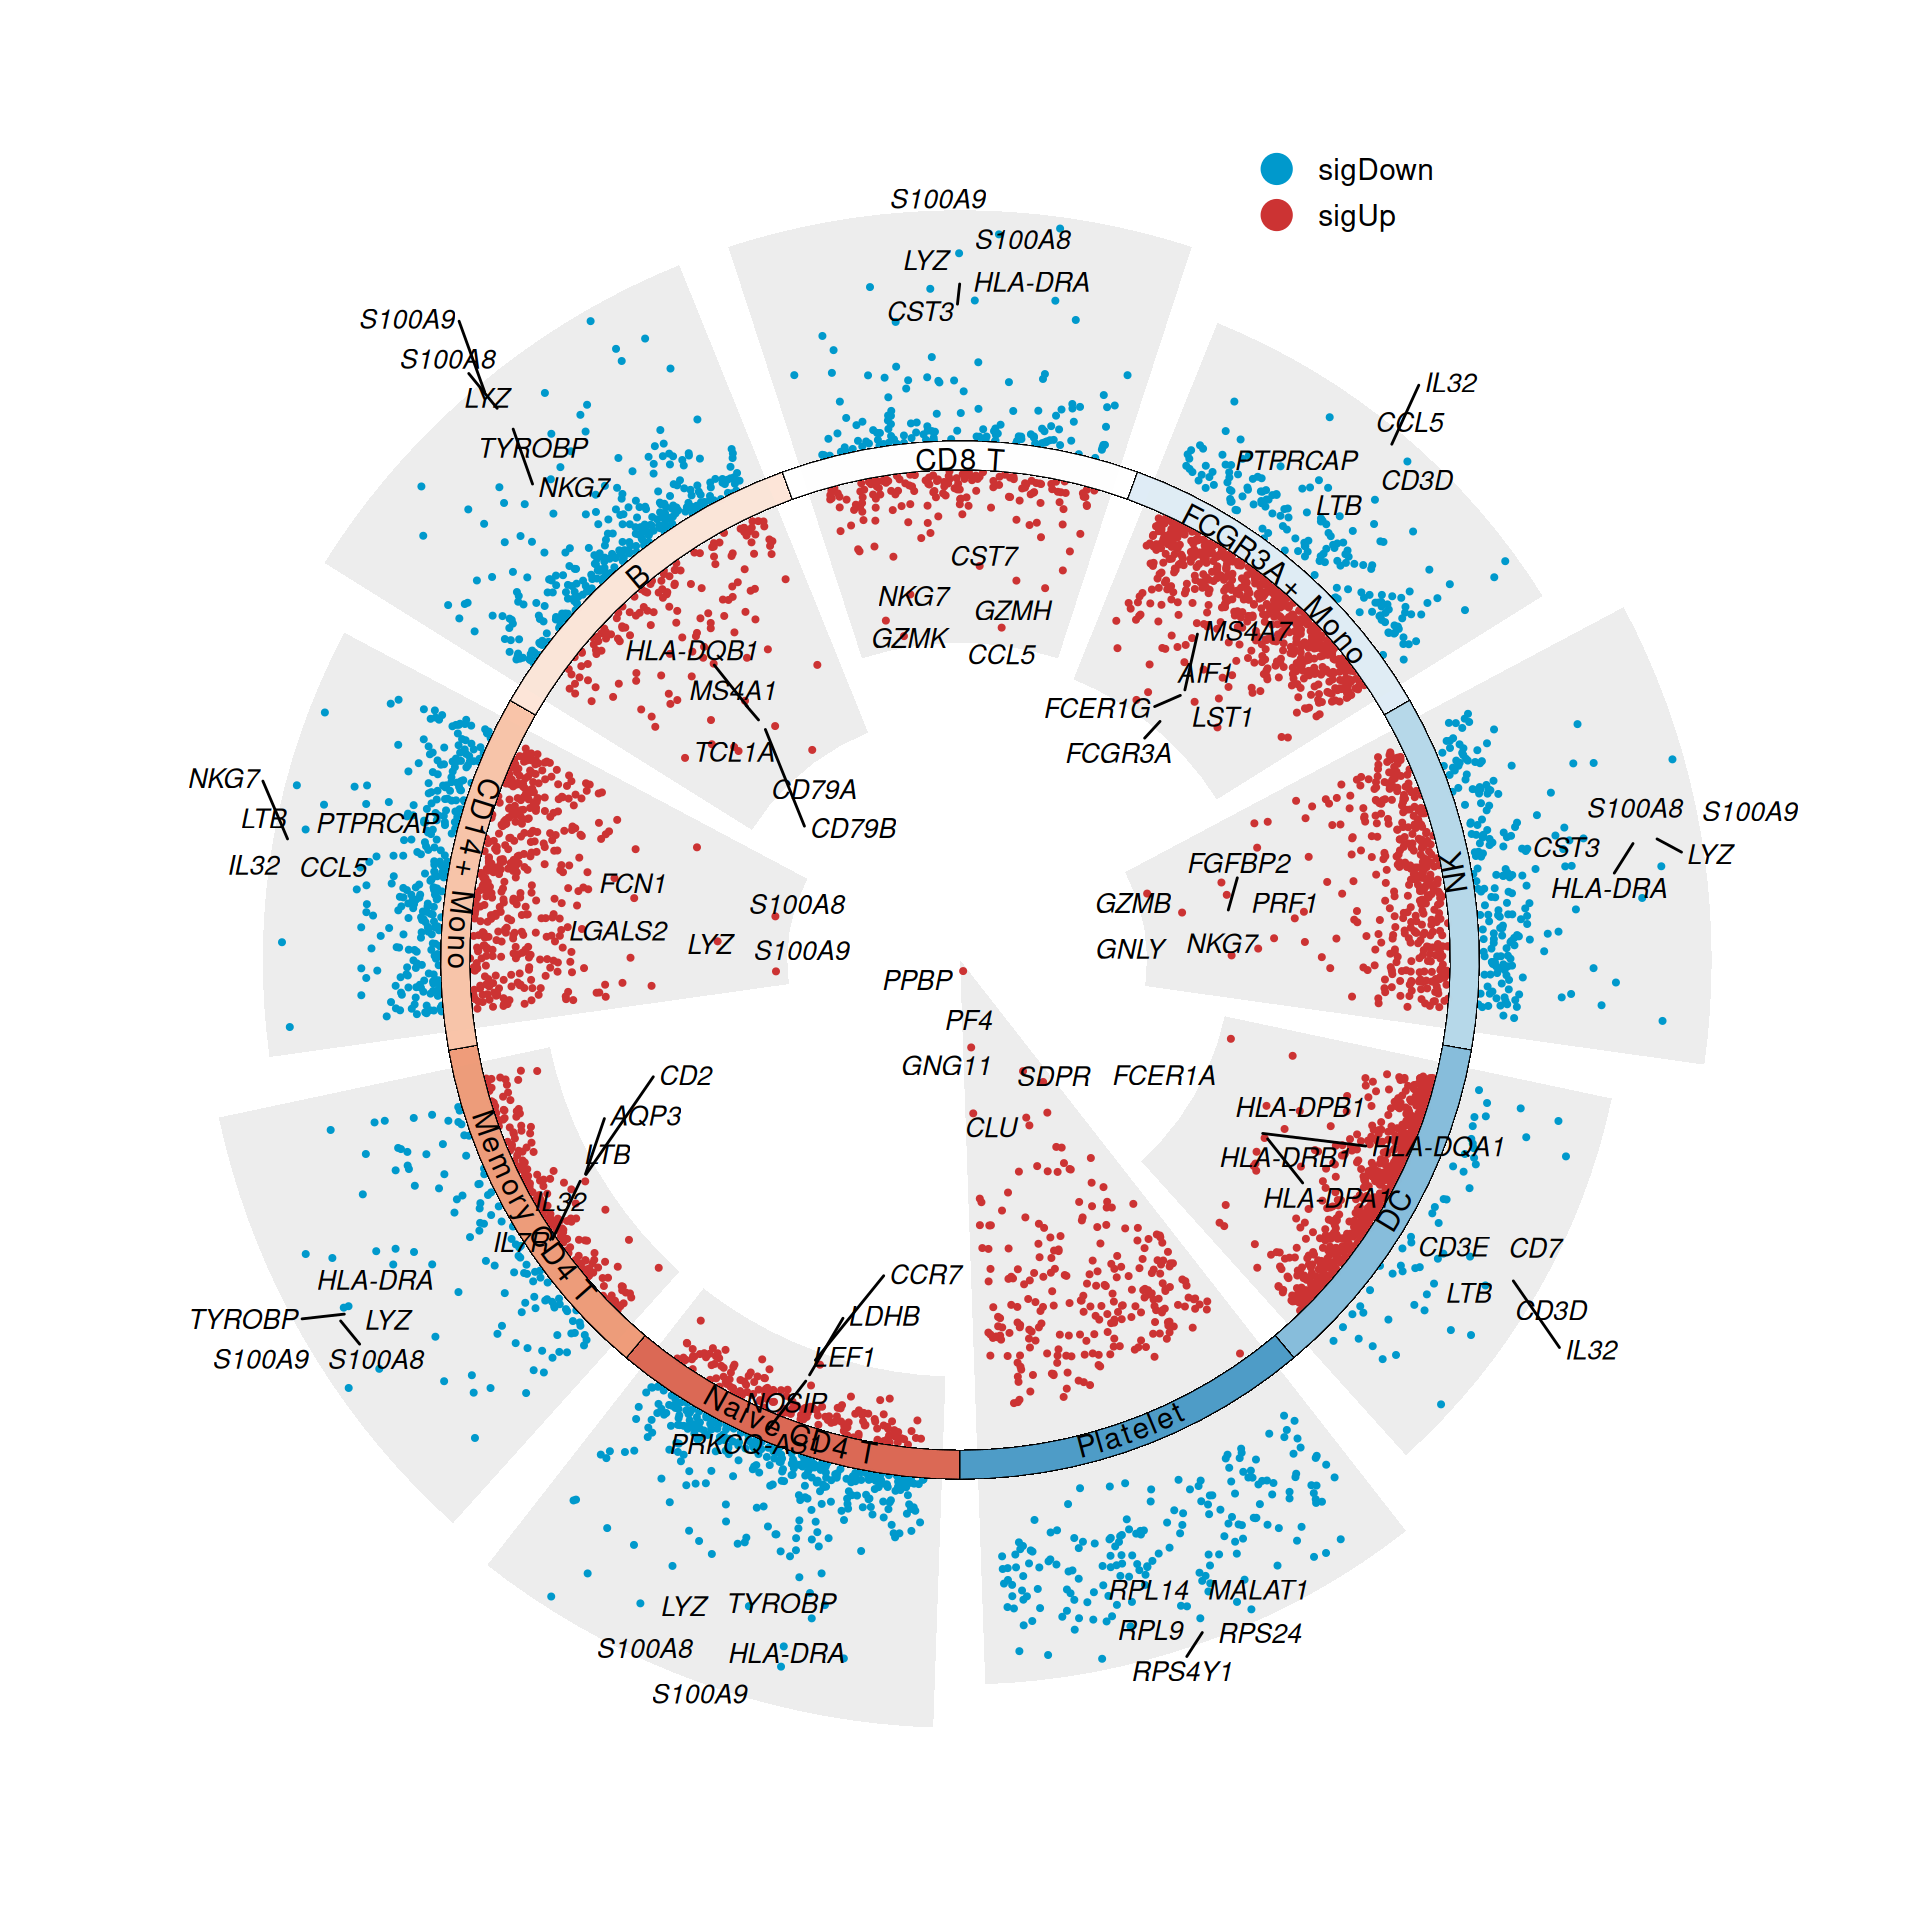 sigDown
sigUp
S100A9
S100A8
LYZ
HLA-DRA
CST3
CD8 T
CST7
NKG7
GZMH
GZMK
CCL5
IL32
CCL5
PTPRCAP
CD3D
LTB
FCGR3A+ Mono
MS4A7
AIF1
FCER1G
LST1
FCGR3A
S100A8
S100A9
CST3
LYZ
HLA-DRA
NK
FGFBP2
GZMB
PRF1
GNLY
NKG7
FCER1A
HLA-DPB1
HLA-DQA1
HLA-DRB1
HLA-DPA1
DC
CD3E
CD7
LTB
CD3D
IL32
PPBP
PF4
GNG11
SDPR
CLU
Platelet
RPL14
MALAT1
RPL9
RPS24
RPS4Y1
CCR7
LDHB
LEF1
NOSIP
PRKCQ-AS1
Naive CD4 T
LYZ
TYROBP
S100A8
HLA-DRA
S100A9
CD2
AQP3
LTB
IL32
IL7R
Memory CD4 T
HLA-DRA
TYROBP
LYZ
S100A9
S100A8
NKG7
LTB
PTPRCAP
IL32
CCL5
CD14+ Mono
FCN1
S100A8
LGALS2
LYZ
S100A9
S100A9
S100A8
LYZ
TYROBP
NKG7
B
HLA-DQB1
MS4A1
TCL1A
CD79A
CD79B